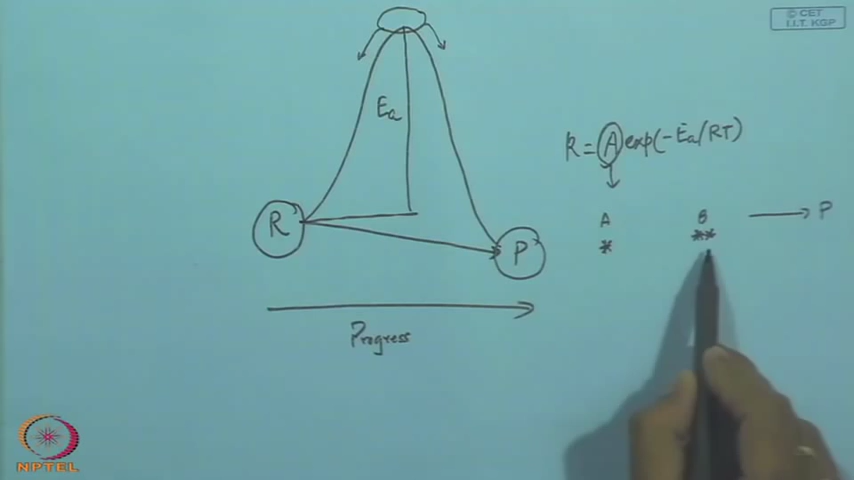 © CET
I.I.T. KGP
Ea
k = A exp(-Ea/RT)
R
A B → P
* **
P
Progress
NPTEL